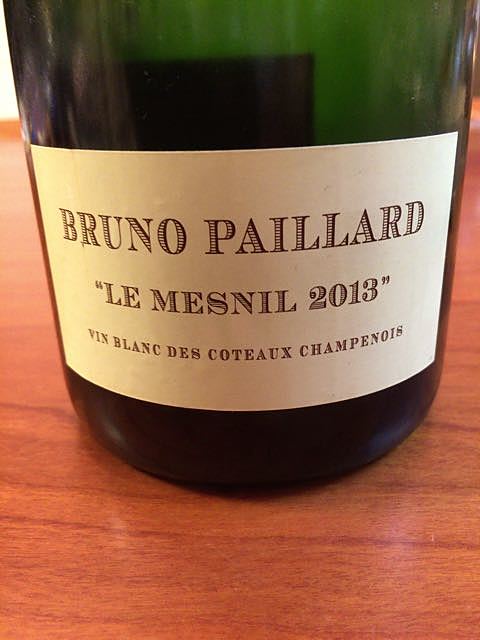 BRUNO PAILLARD
“LE MESNIL 2013”
VIN BLANC DES COTEAUX CHAMPENOIS